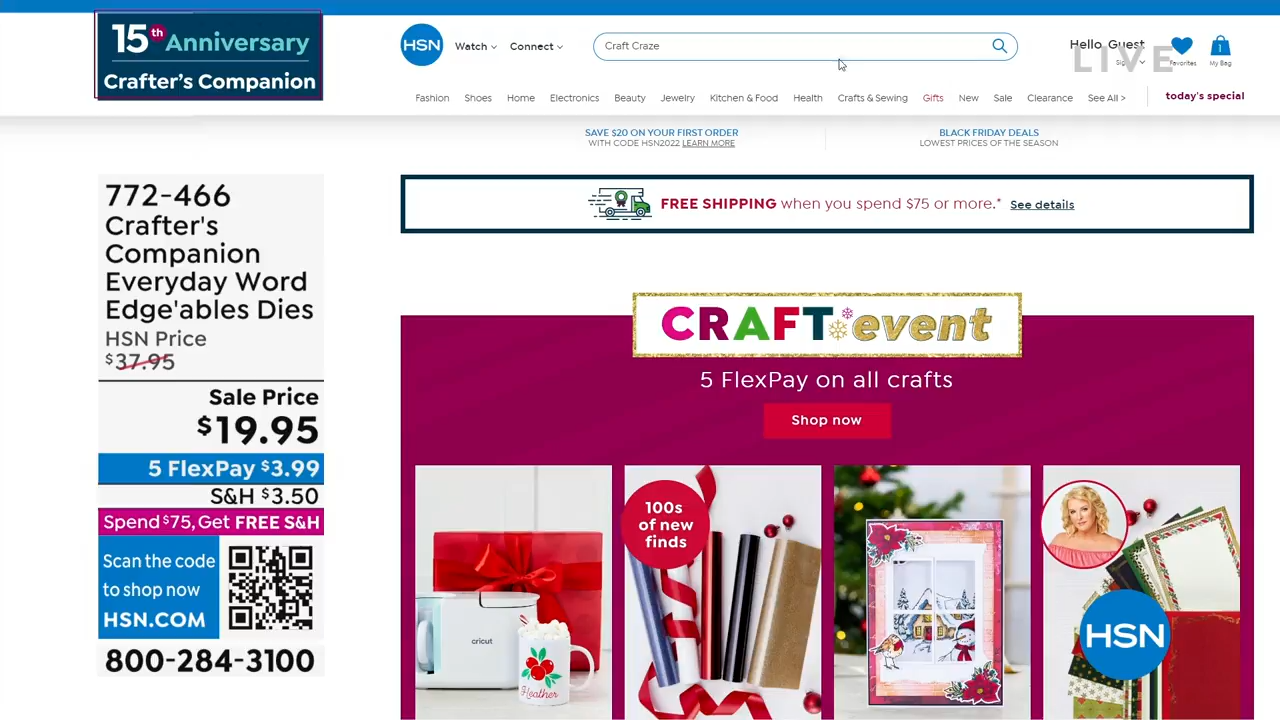 15th Anniversary
Crafter's Companion
HSN
Watch
Connect
Craft Craze
Hello, Guest
LIVE
Favorites
1
My Bag
Fashion
Shoes
Home
Electronics
Beauty
Jewelry
Kitchen & Food
Health
Crafts & Sewing
Gifts
New
Sale
Clearance
See All >
today's special
SAVE $20 ON YOUR FIRST ORDER
WITH CODE HSN2022 LEARN MORE
BLACK FRIDAY DEALS
LOWEST PRICES OF THE SEASON
772-466
Crafter's
Companion
Everyday Word
Edge'ables Dies
HSN Price
$37.95
Sale Price
$19.95
5 FlexPay $3.99
S&H $3.50
Spend $75, Get FREE S&H
Scan the code
to shop now
HSN.COM
800-284-3100
FREE SHIPPING when you spend $75 or more.* See details
CRAFT event
5 FlexPay on all crafts
Shop now
cricut
Heather
100s
of new
finds
HSN